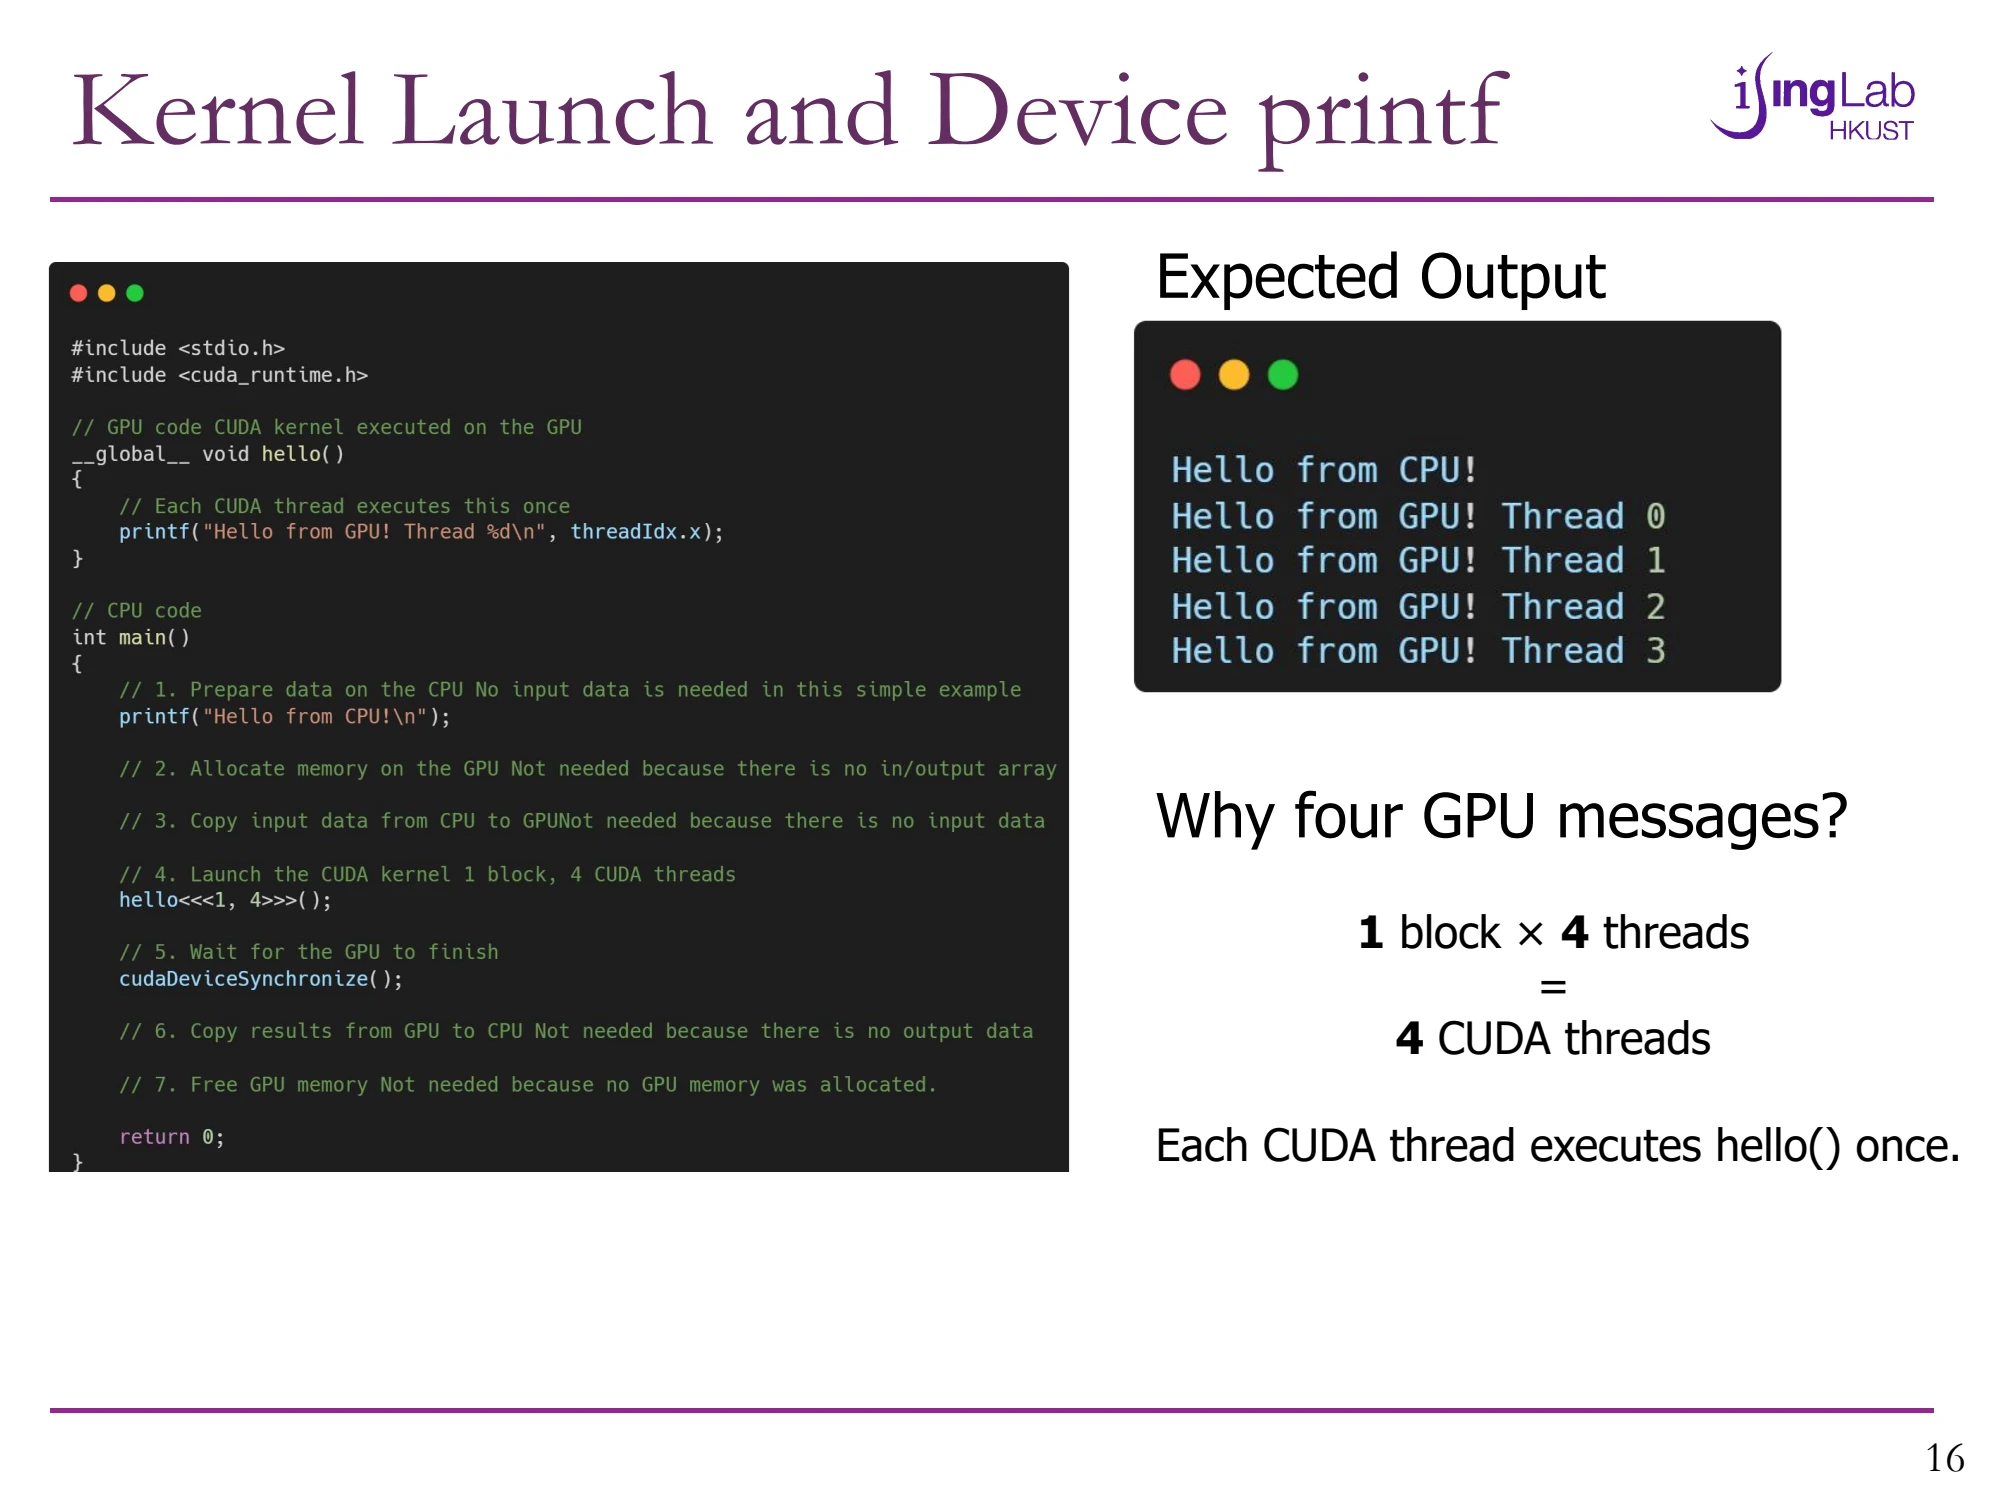 Kernel Launch and Device printf
isingLab
HKUST
#include <stdio.h>
#include <cuda_runtime.h>
// GPU code CUDA kernel executed on the GPU
__global__ void hello()
{
    // Each CUDA thread executes this once
    printf("Hello from GPU! Thread %d\n", threadIdx.x);
}
// CPU code
int main()
{
    // 1. Prepare data on the CPU No input data is needed in this simple example
    printf("Hello from CPU!\n");
    // 2. Allocate memory on the GPU Not needed because there is no in/output array
    // 3. Copy input data from CPU to GPUNot needed because there is no input data
    // 4. Launch the CUDA kernel 1 block, 4 CUDA threads
    hello<<<1, 4>>>();
    // 5. Wait for the GPU to finish
    cudaDeviceSynchronize();
    // 6. Copy results from GPU to CPU Not needed because there is no output data
    // 7. Free GPU memory Not needed because no GPU memory was allocated.
    return 0;
}
Expected Output
Hello from CPU!
Hello from GPU! Thread 0
Hello from GPU! Thread 1
Hello from GPU! Thread 2
Hello from GPU! Thread 3
Why four GPU messages?
1 block × 4 threads
=
4 CUDA threads
Each CUDA thread executes hello() once.
16